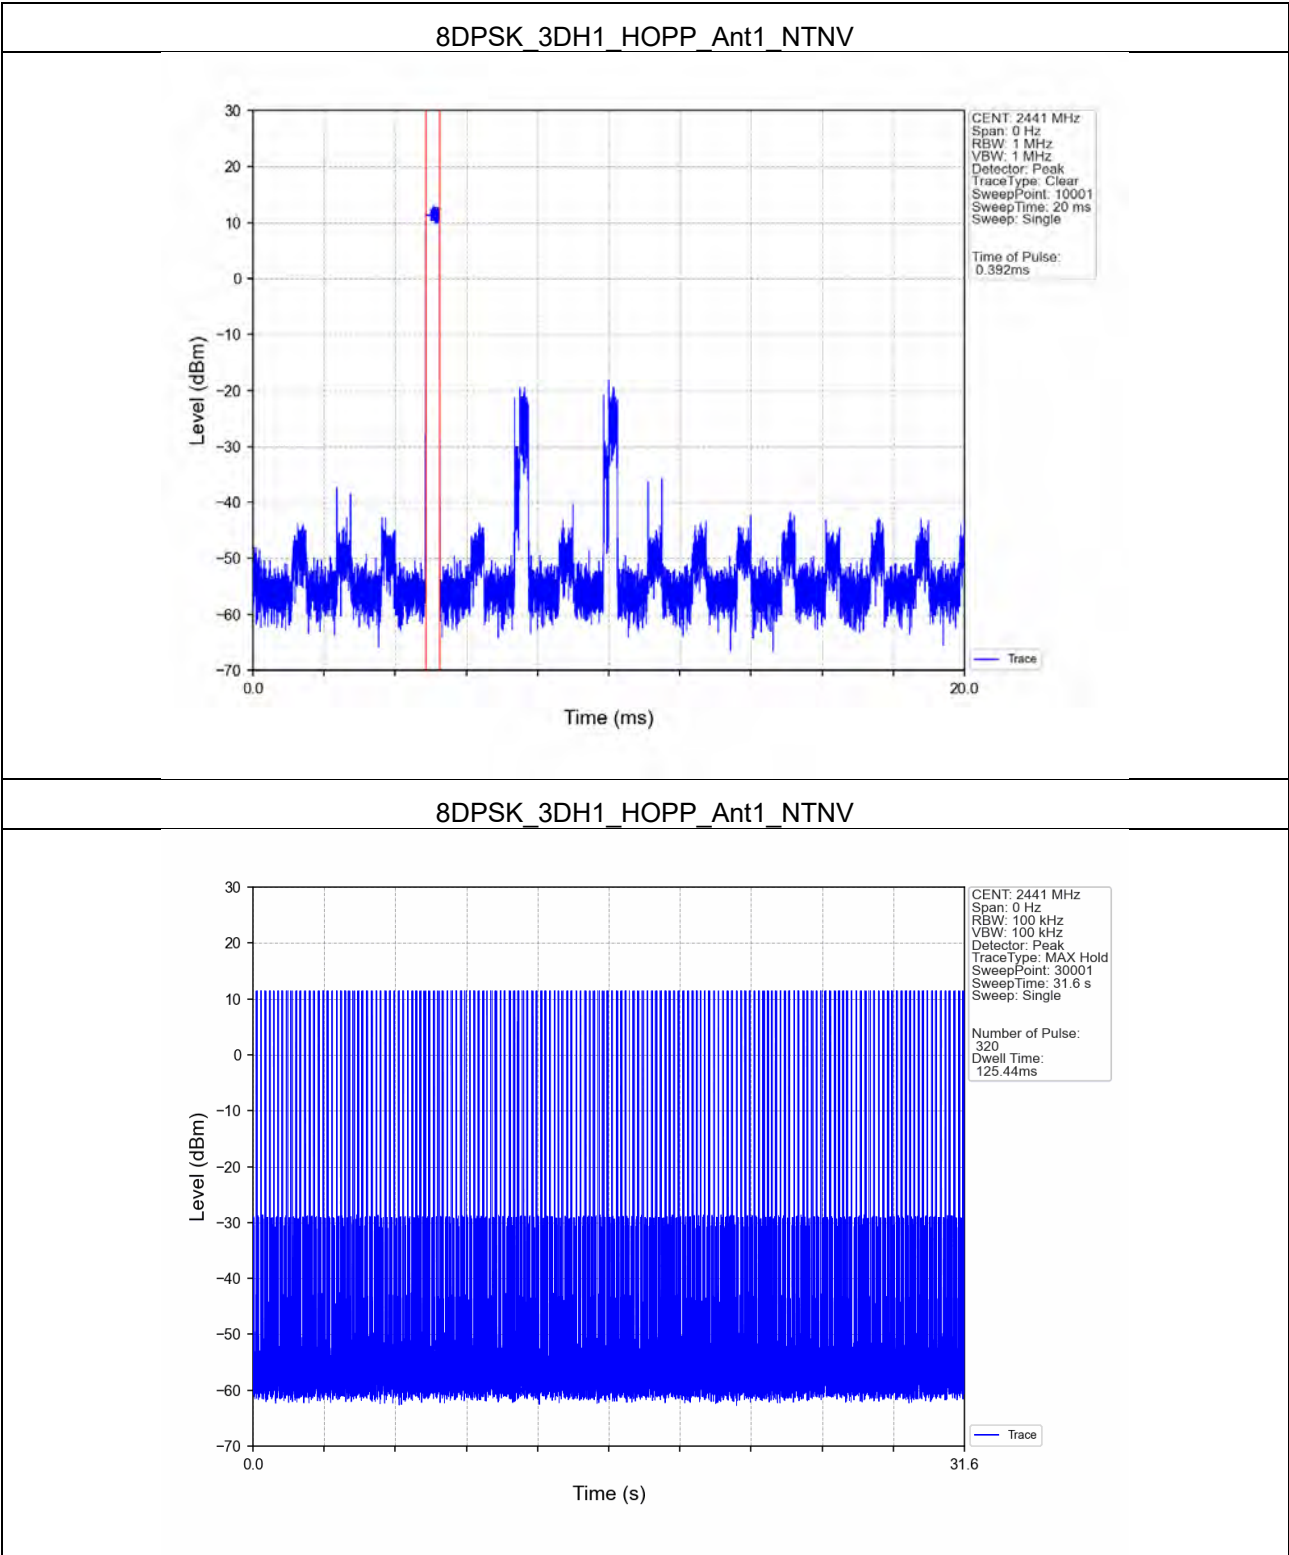 8DPSK_3DH1_HOPP_Ant1_NTNV
30
20
10
0
−10
−20
−30
−40
−50
−60
−70
Level (dBm)
0.0
20.0
Time (ms)
CENT: 2441 MHz
Span: 0 Hz
RBW: 1 MHz
VBW: 1 MHz
Detector: Peak
TraceType: Clear
SweepPoint: 10001
SweepTime: 20 ms
Sweep: Single
Time of Pulse:
0.392ms
Trace
8DPSK_3DH1_HOPP_Ant1_NTNV
30
20
10
0
−10
−20
−30
−40
−50
−60
−70
Level (dBm)
0.0
31.6
Time (s)
CENT: 2441 MHz
Span: 0 Hz
RBW: 100 kHz
VBW: 100 kHz
Detector: Peak
TraceType: MAX Hold
SweepPoint: 30001
SweepTime: 31.6 s
Sweep: Single
Number of Pulse:
320
Dwell Time:
125.44ms
Trace